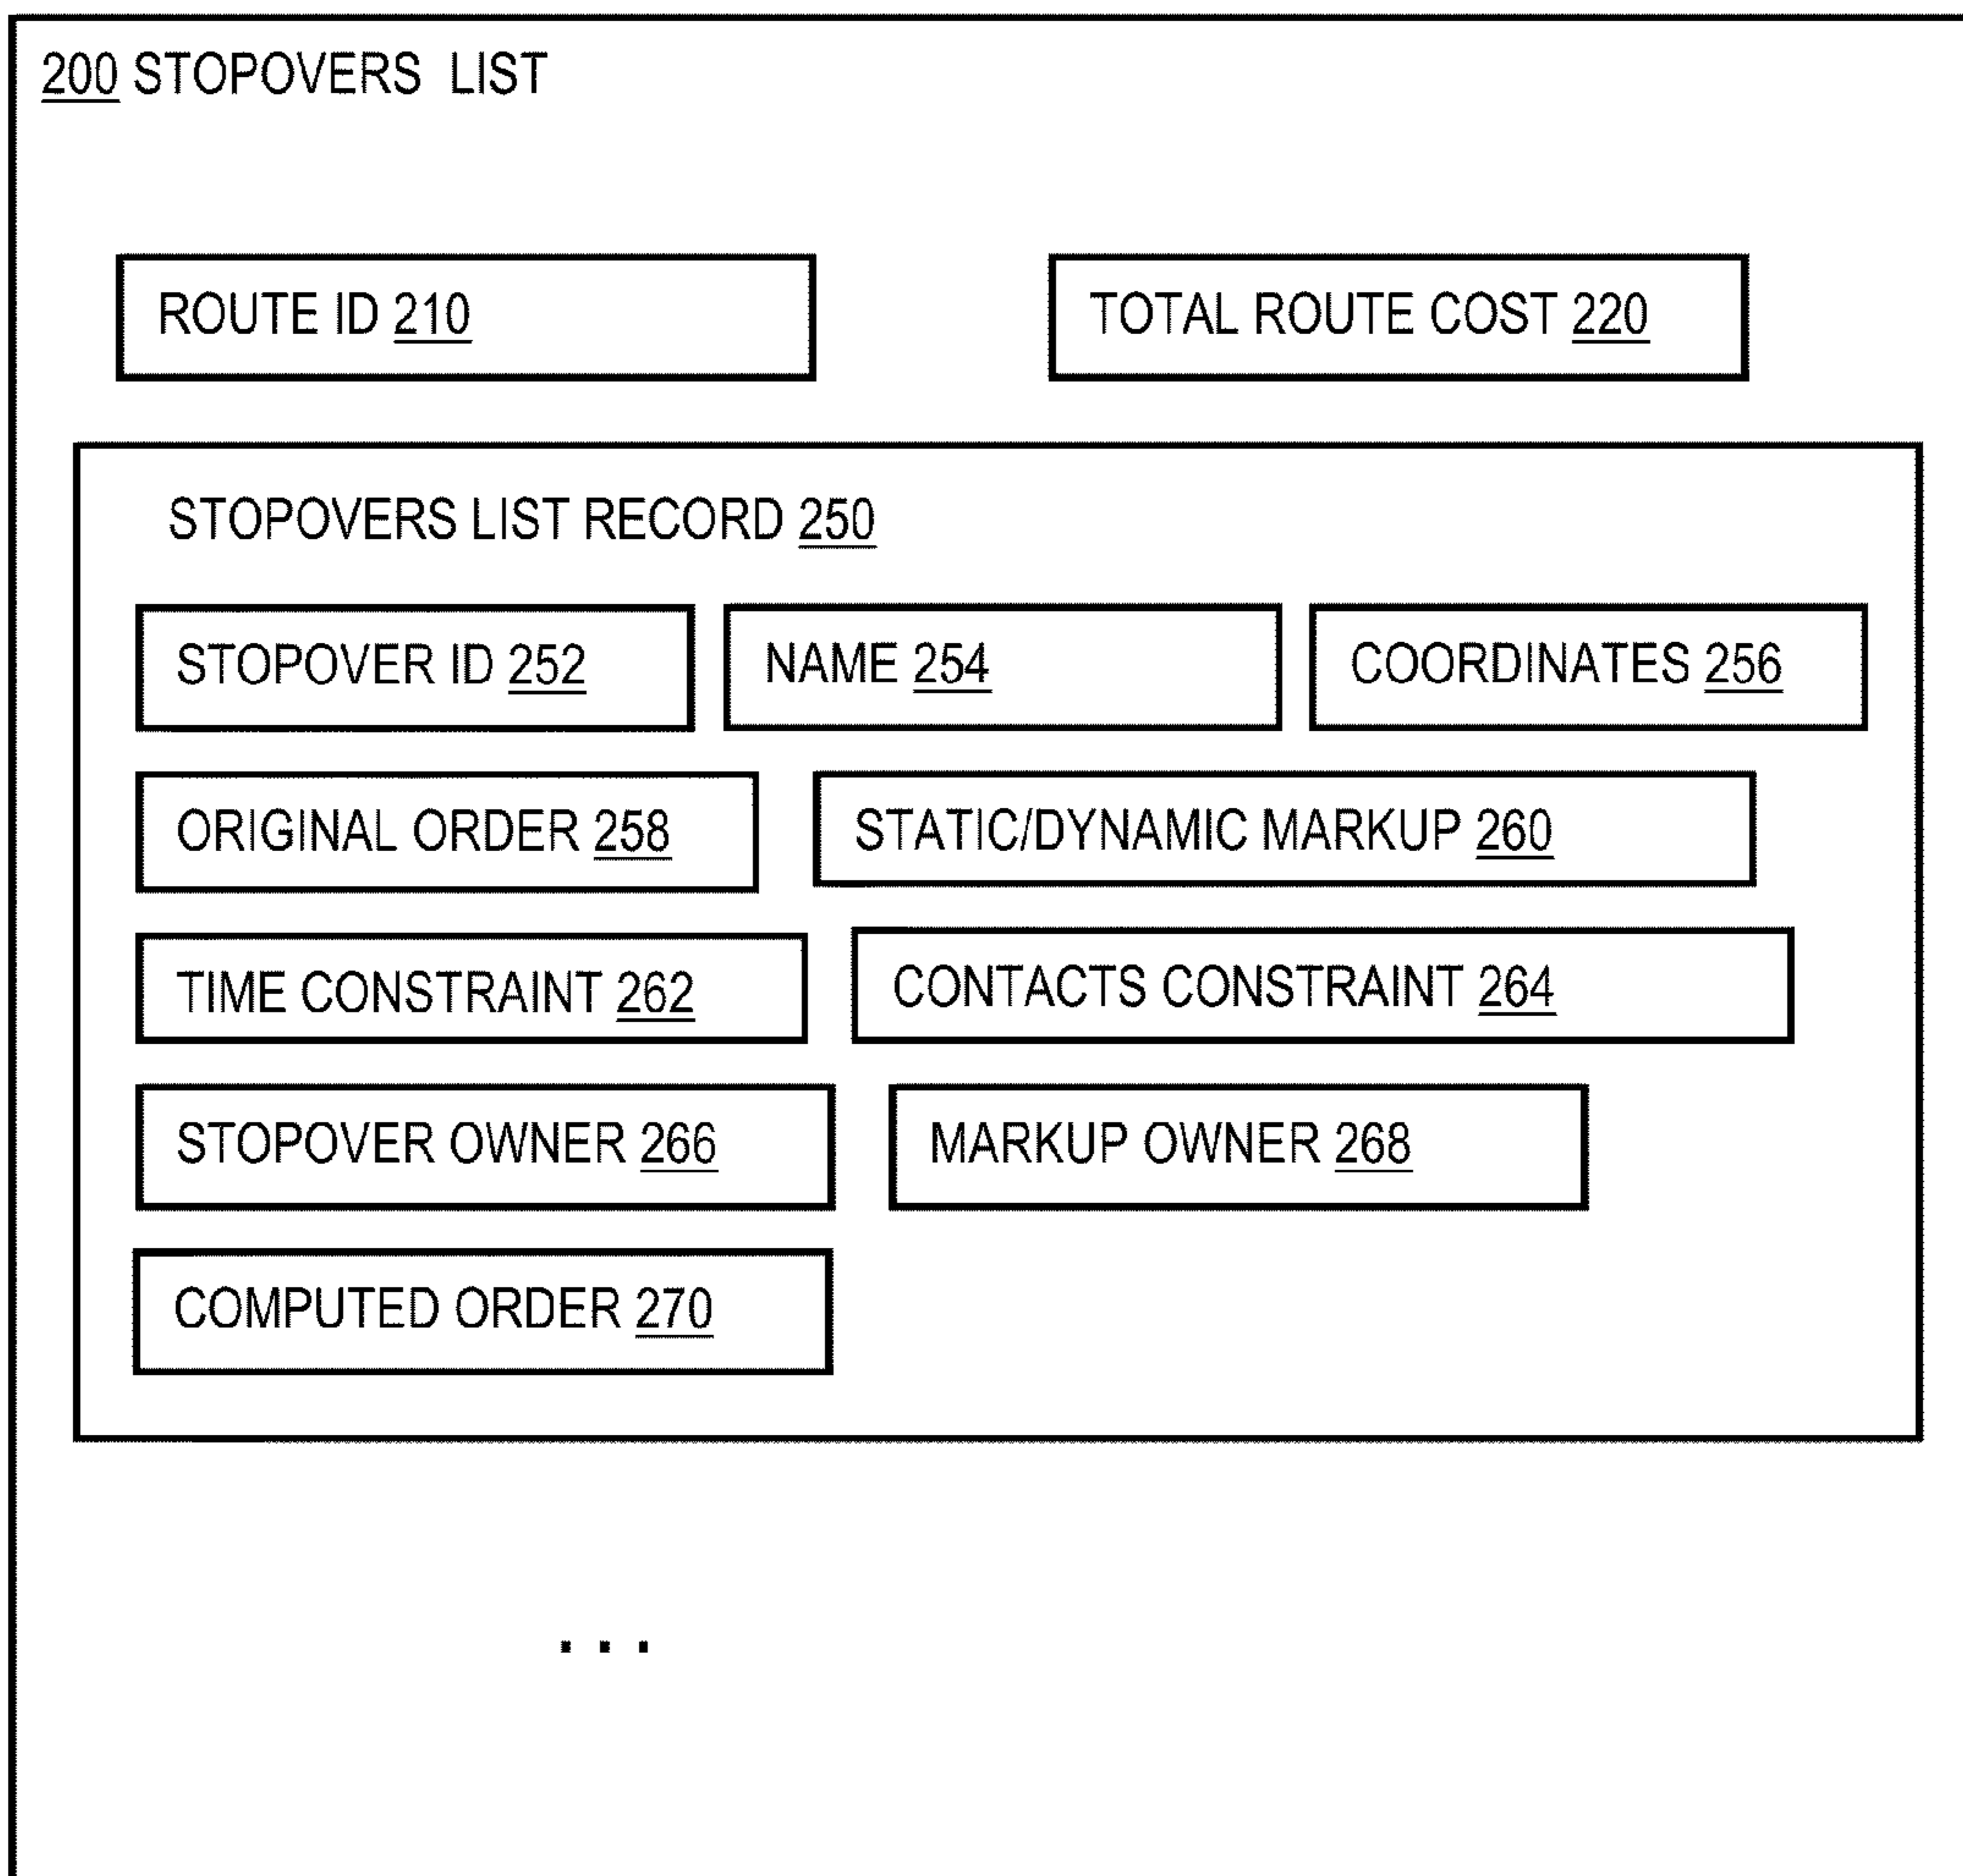 200 STOPOVERS LIST
ROUTE ID 210
TOTAL ROUTE COST 220
STOPOVERS LIST RECORD 250
STOPOVER ID 252
NAME 254
COORDINATES 256
ORIGINAL ORDER 258
STATIC/DYNAMIC MARKUP 260
TIME CONSTRAINT 262
CONTACTS CONSTRAINT 264
STOPOVER OWNER 266
MARKUP OWNER 268
COMPUTED ORDER 270
. . .